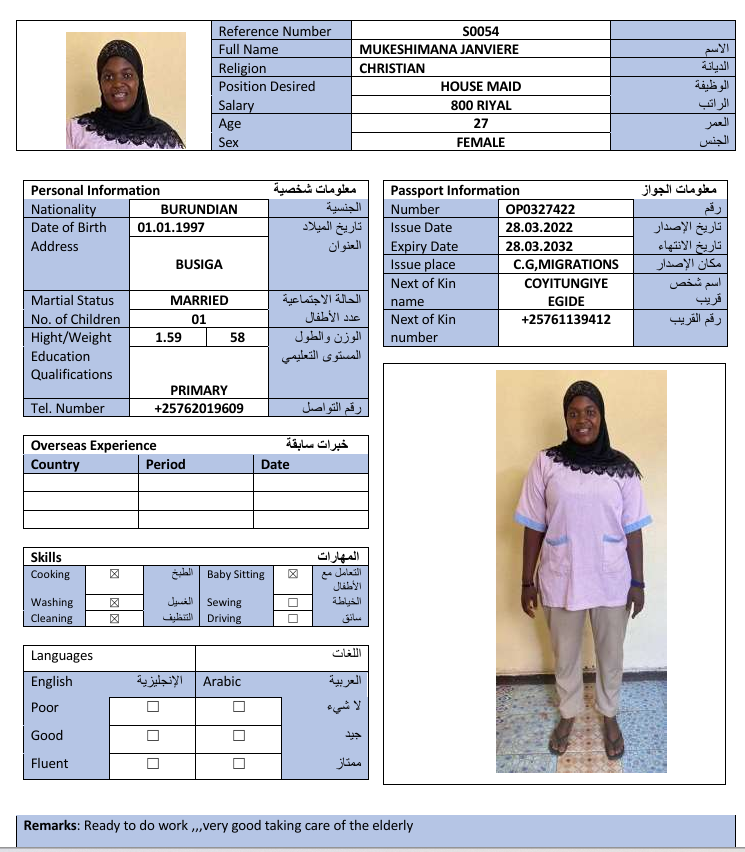 Reference Number S0054
Full Name MUKESHIMANA JANVIERE الاسم
Religion CHRISTIAN الديانة
Position Desired HOUSE MAID الوظيفة
Salary 800 RIYAL الراتب
Age 27 العمر
Sex FEMALE الجنس
Personal Information معلومات شخصية
Nationality BURUNDIAN الجنسية
Date of Birth 01.01.1997 تاريخ الميلاد
Address العنوان
BUSIGA
Martial Status MARRIED الحالة الاجتماعية
No. of Children 01 عدد الأطفال
Hight/Weight 1.59 58 الوزن والطول
Education المستوى التعليمي
Qualifications
PRIMARY
Tel. Number +25762019609 رقم التواصل
Passport Information معلومات الجواز
Number OP0327422 رقم
Issue Date 28.03.2022 تاريخ الإصدار
Expiry Date 28.03.2032 تاريخ الانتهاء
Issue place C.G,MIGRATIONS مكان الإصدار
Next of Kin COYITUNGIYE اسم شخص
name EGIDE قريب
Next of Kin +25761139412 رقم القريب
number
Overseas Experience خبرات سابقة
Country Period Date
Skills المهارات
Cooking ☒ الطبخ Baby Sitting ☒ التعامل مع
الأطفال
Washing ☒ الغسيل Sewing ☐ الخياطة
Cleaning ☒ التنظيف Driving ☐ سائق
Languages اللغات
English الإنجليزية Arabic العربية
Poor ☐ ☐ لا شيء
Good ☐ ☐ جيد
Fluent ☐ ☐ ممتاز
Remarks: Ready to do work ,,,very good taking care of the elderly